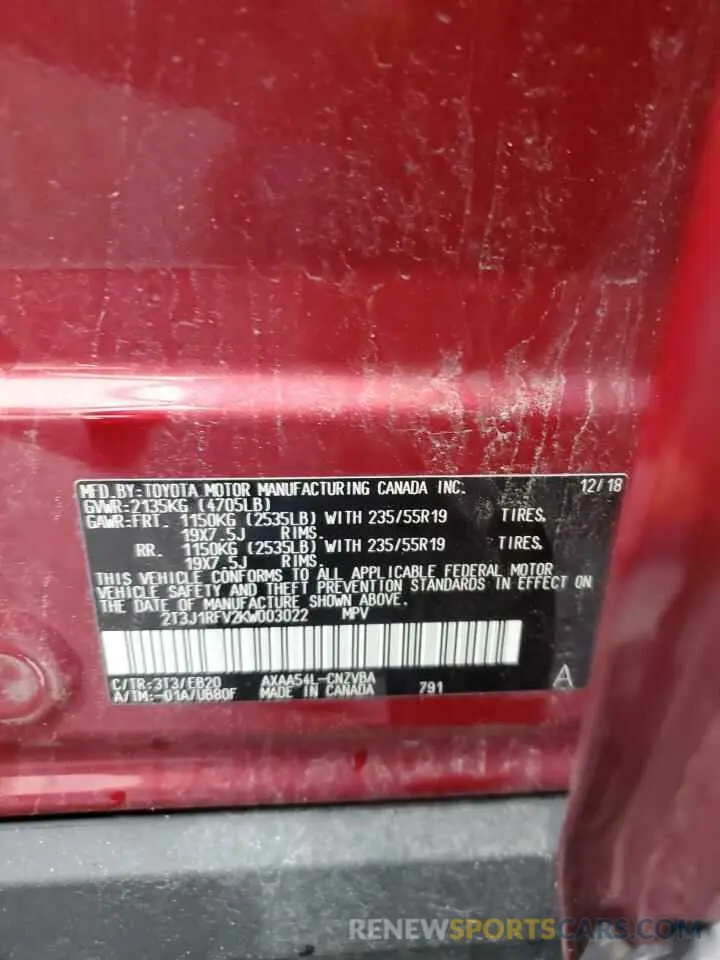 MFD.BY:TOYOTA MOTOR MANUFACTURING CANADA INC. 12/18
GVWR:2135KG (4705LB)
GAWR:FRT. 1150KG (2535LB) WITH 235/55R19 TIRES,
19X7.5J RIMS.
RR. 1150KG (2535LB) WITH 235/55R19 TIRES,
19X7.5J RIMS.
THIS VEHICLE CONFORMS TO ALL APPLICABLE FEDERAL MOTOR
VEHICLE SAFETY AND THEFT PREVENTION STANDARDS IN EFFECT ON
THE DATE OF MANUFACTURE SHOWN ABOVE.
2T3J1RFV2KW003022 MPV
C/TR:3T3/EB20 AXAA54L-CNZVBA
A/TM:-01A/UB80F MADE IN CANADA 791 A
RENEWSPORTSCARS.COM